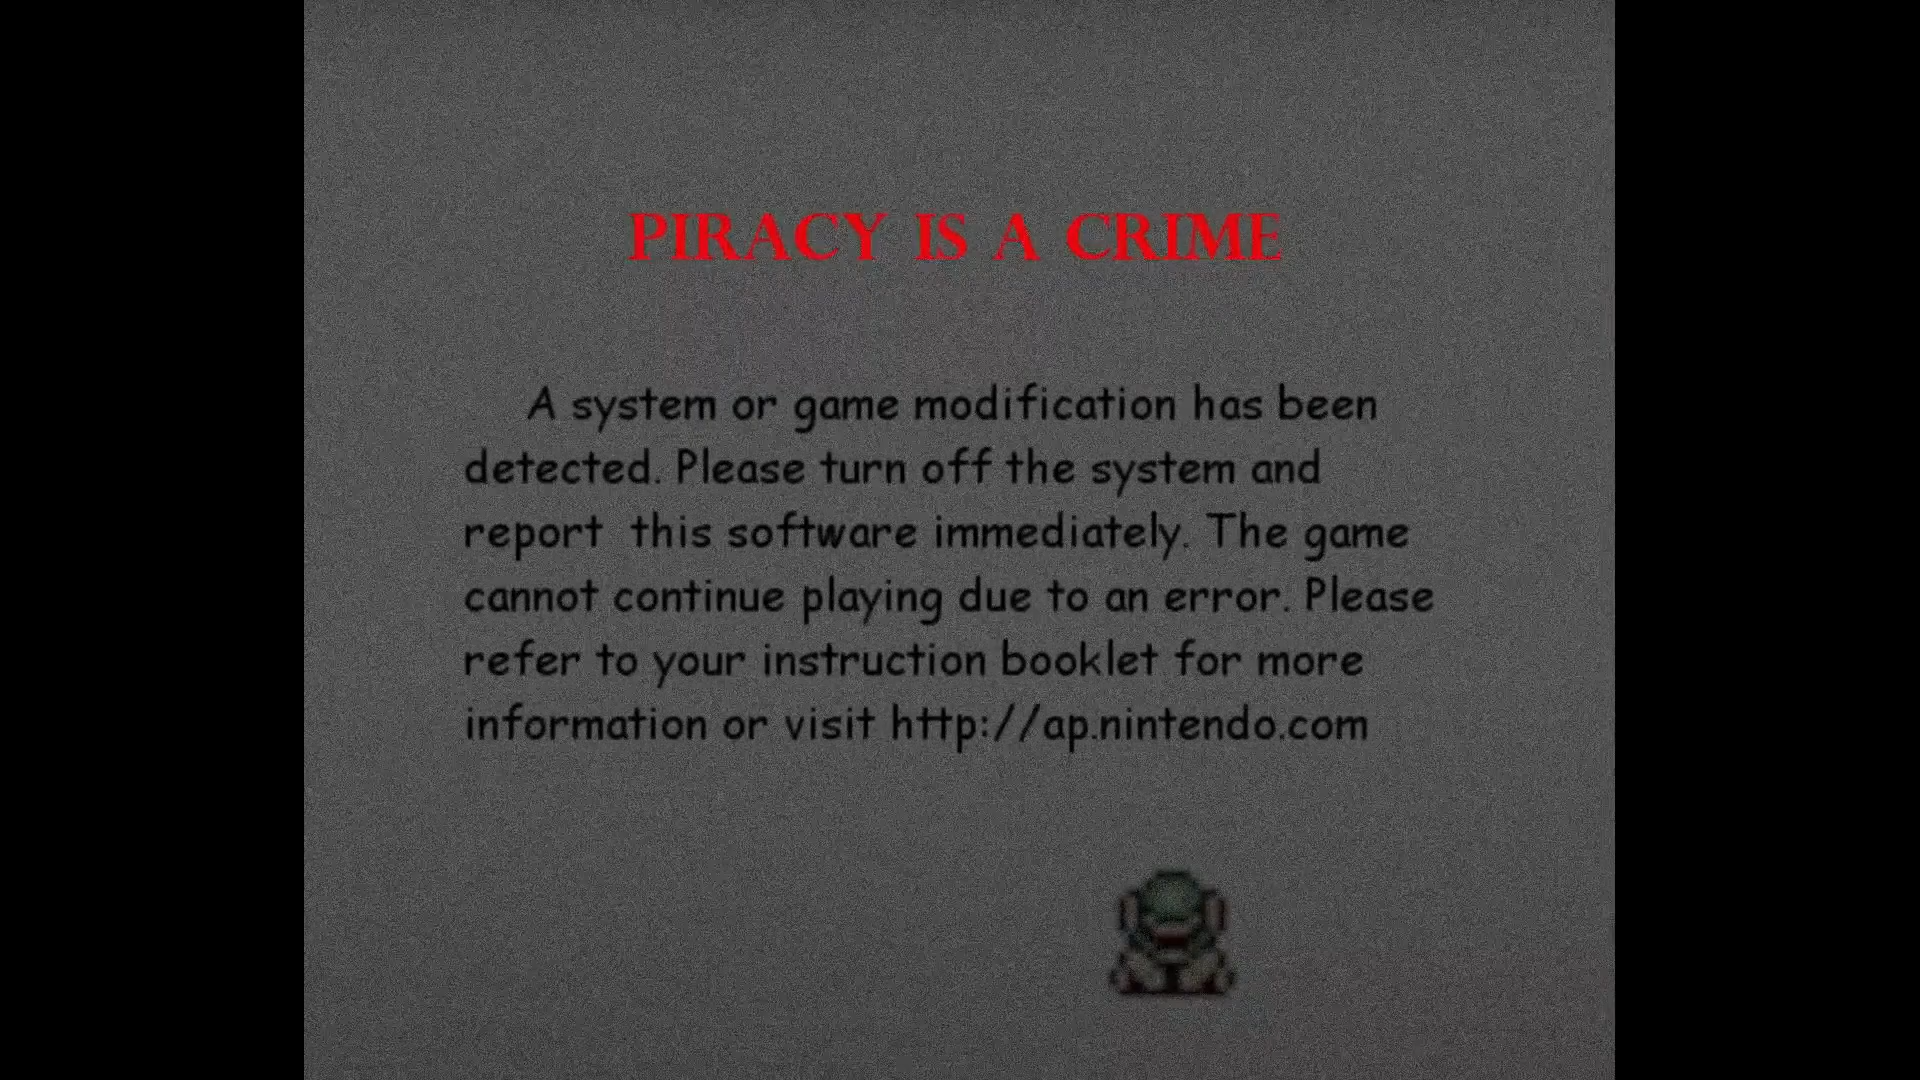 PIRACY IS A CRIME
A system or game modification has been
detected. Please turn off the system and
report this software immediately. The game
cannot continue playing due to an error. Please
refer to your instruction booklet for more
information or visit http://ap.nintendo.com